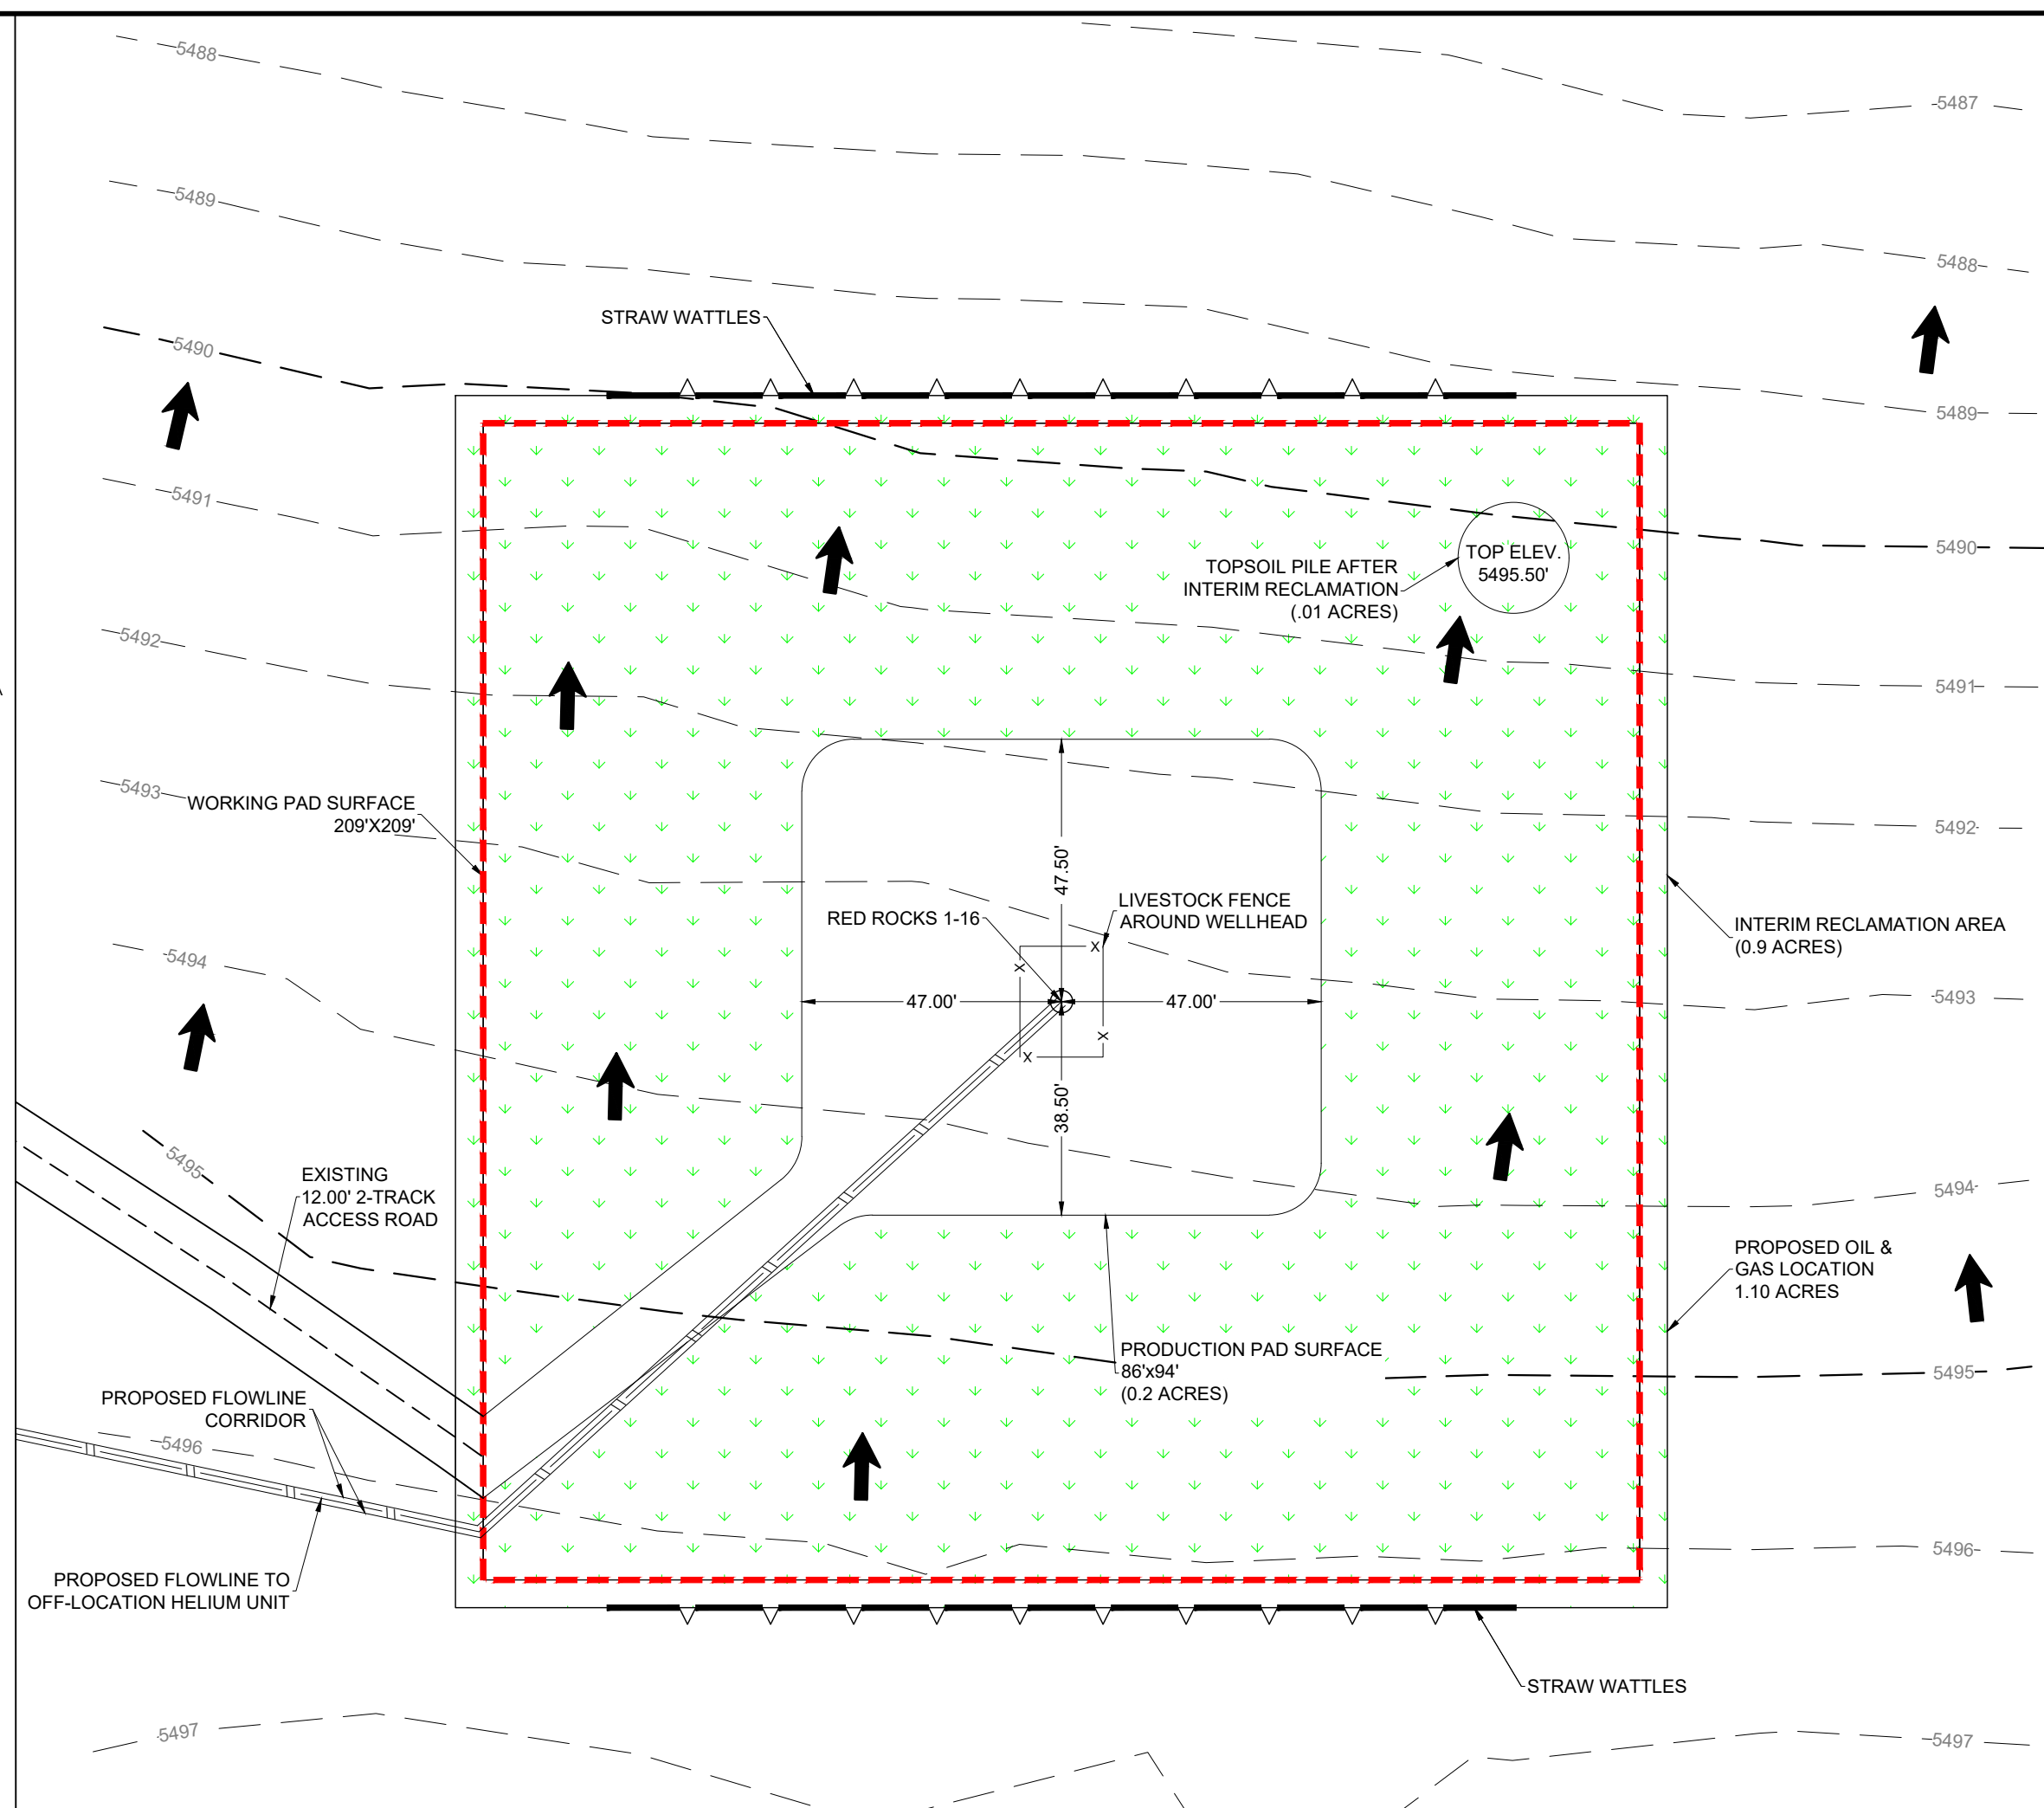 5488
5487
5489
5488
STRAW WATTLES
5490
5489
5491
5490
TOP ELEV.
5495.50'
TOPSOIL PILE AFTER
INTERIM RECLAMATION
(.01 ACRES)
5492
5491
5493
WORKING PAD SURFACE
209'X209'
5492
47.50'
LIVESTOCK FENCE
AROUND WELLHEAD
RED ROCKS 1-16
INTERIM RECLAMATION AREA
(0.9 ACRES)
5494
X
X
47.00'
47.00'
5493
X
X
38.50'
5495
EXISTING
12.00' 2-TRACK
ACCESS ROAD
5494
PROPOSED OIL &
GAS LOCATION
1.10 ACRES
PRODUCTION PAD SURFACE
86'x94'
(0.2 ACRES)
5495
PROPOSED FLOWLINE
CORRIDOR
5496
5496
PROPOSED FLOWLINE TO
OFF-LOCATION HELIUM UNIT
STRAW WATTLES
5497
5497